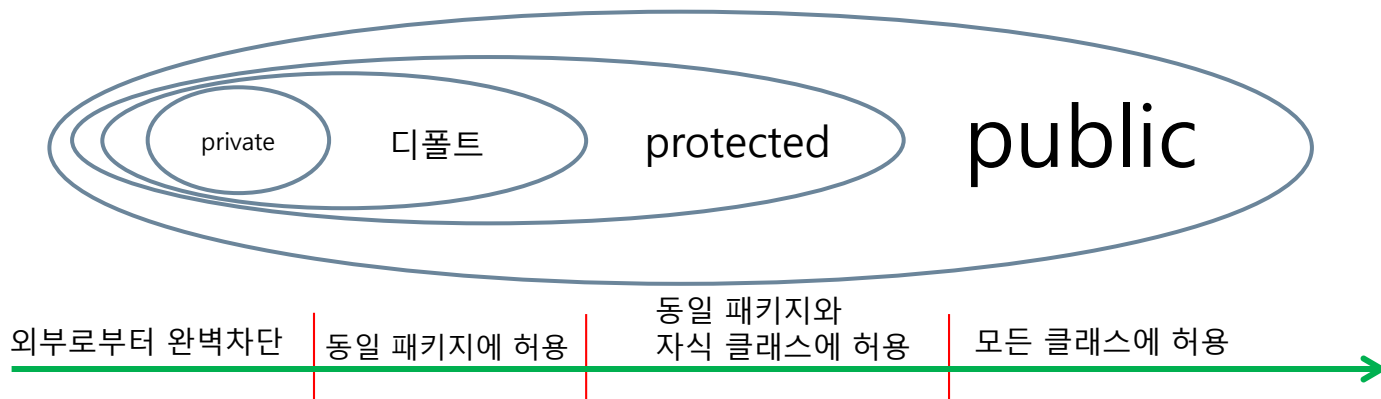 private
디폴트
protected
public
외부로부터 완벽차단
동일 패키지에 허용
동일 패키지와
자식 클래스에 허용
모든 클래스에 허용